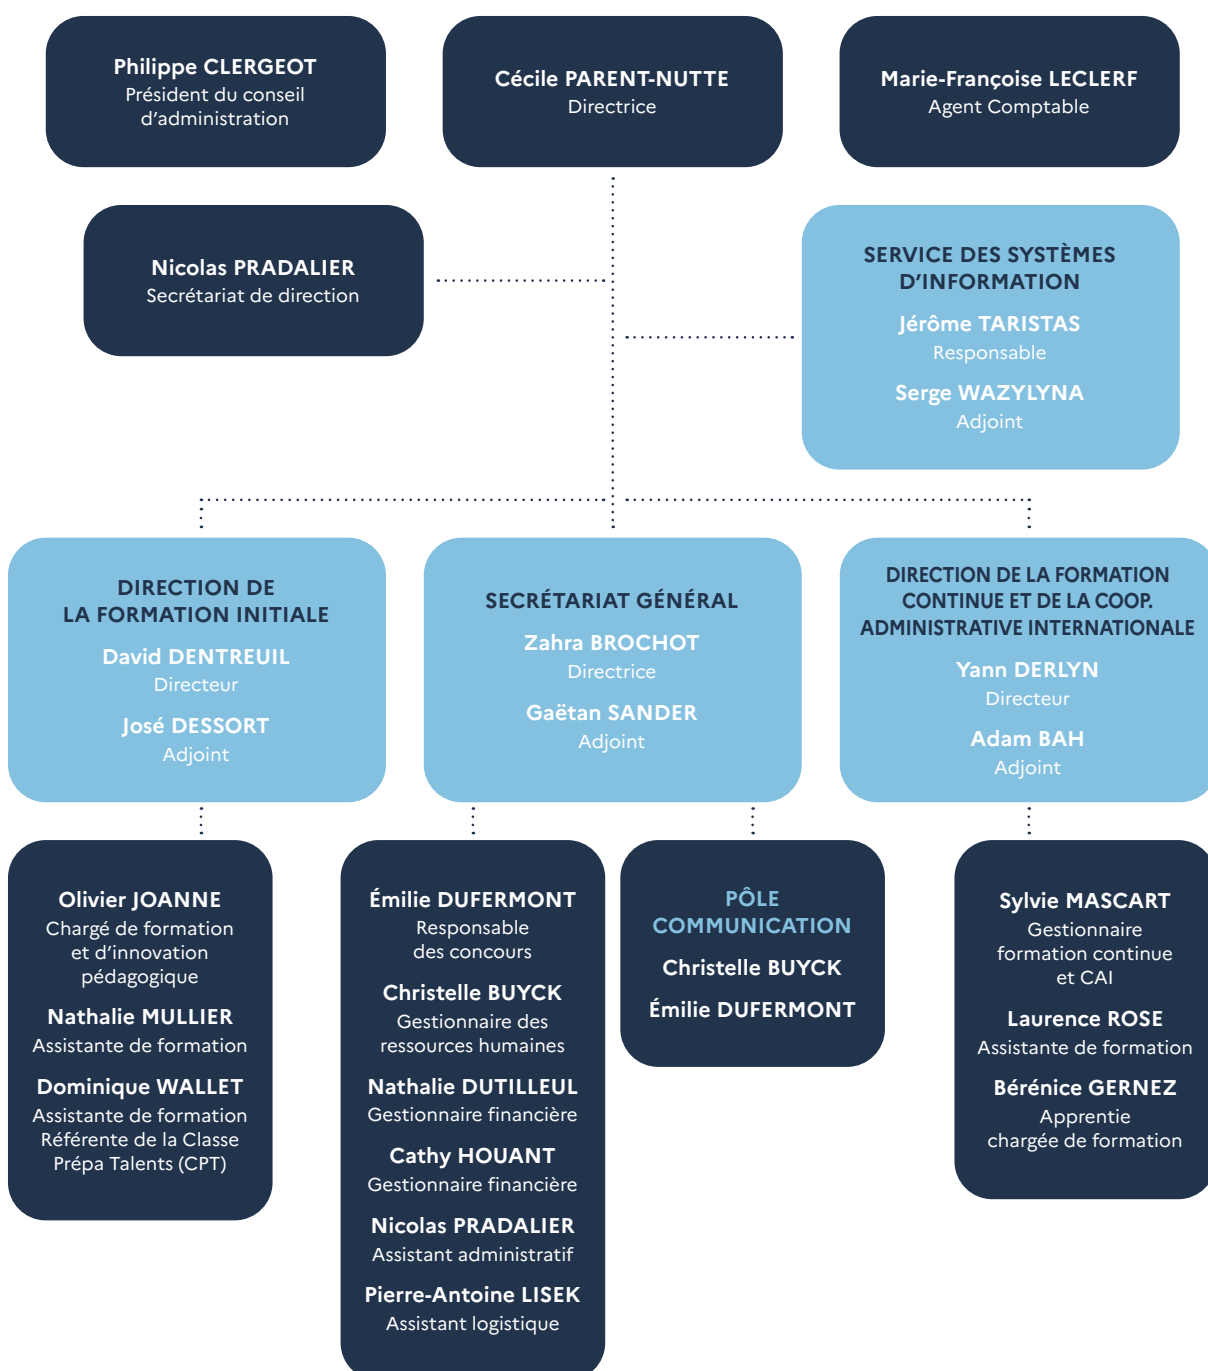 Philippe CLERGEOT
Président du conseil
d’administration
Cécile PARENT-NUTTE
Directrice
Marie-Françoise LECLERF
Agent Comptable
Nicolas PRADALIER
Secrétariat de direction
SERVICE DES SYSTÈMES
D’INFORMATION
Jérôme TARISTAS
Responsable
Serge WAZYLYNA
Adjoint
DIRECTION DE
LA FORMATION INITIALE
David DENTREUIL
Directeur
José DESSORT
Adjoint
SECRÉTARIAT GÉNÉRAL
Zahra BROCHOT
Directrice
Gaëtan SANDER
Adjoint
DIRECTION DE LA FORMATION
CONTINUE ET DE LA COOP.
ADMINISTRATIVE INTERNATIONALE
Yann DERLYN
Directeur
Adam BAH
Adjoint
Olivier JOANNE
Chargé de formation
et d’innovation
pédagogique
Nathalie MULLIER
Assistante de formation
Dominique WALLET
Assistante de formation
Référente de la Classe
Prépa Talents (CPT)
Émilie DUFERMONT
Responsable
des concours
Christelle BUYCK
Gestionnaire des
ressources humaines
Nathalie DUTILLEUL
Gestionnaire financière
Cathy HOUANT
Gestionnaire financière
Nicolas PRADALIER
Assistant administratif
Pierre-Antoine LISEK
Assistant logistique
PÔLE
COMMUNICATION
Christelle BUYCK
Émilie DUFERMONT
Sylvie MASCART
Gestionnaire
formation continue
et CAI
Laurence ROSE
Assistante de formation
Bérénice GERNEZ
Apprentie
chargée de formation